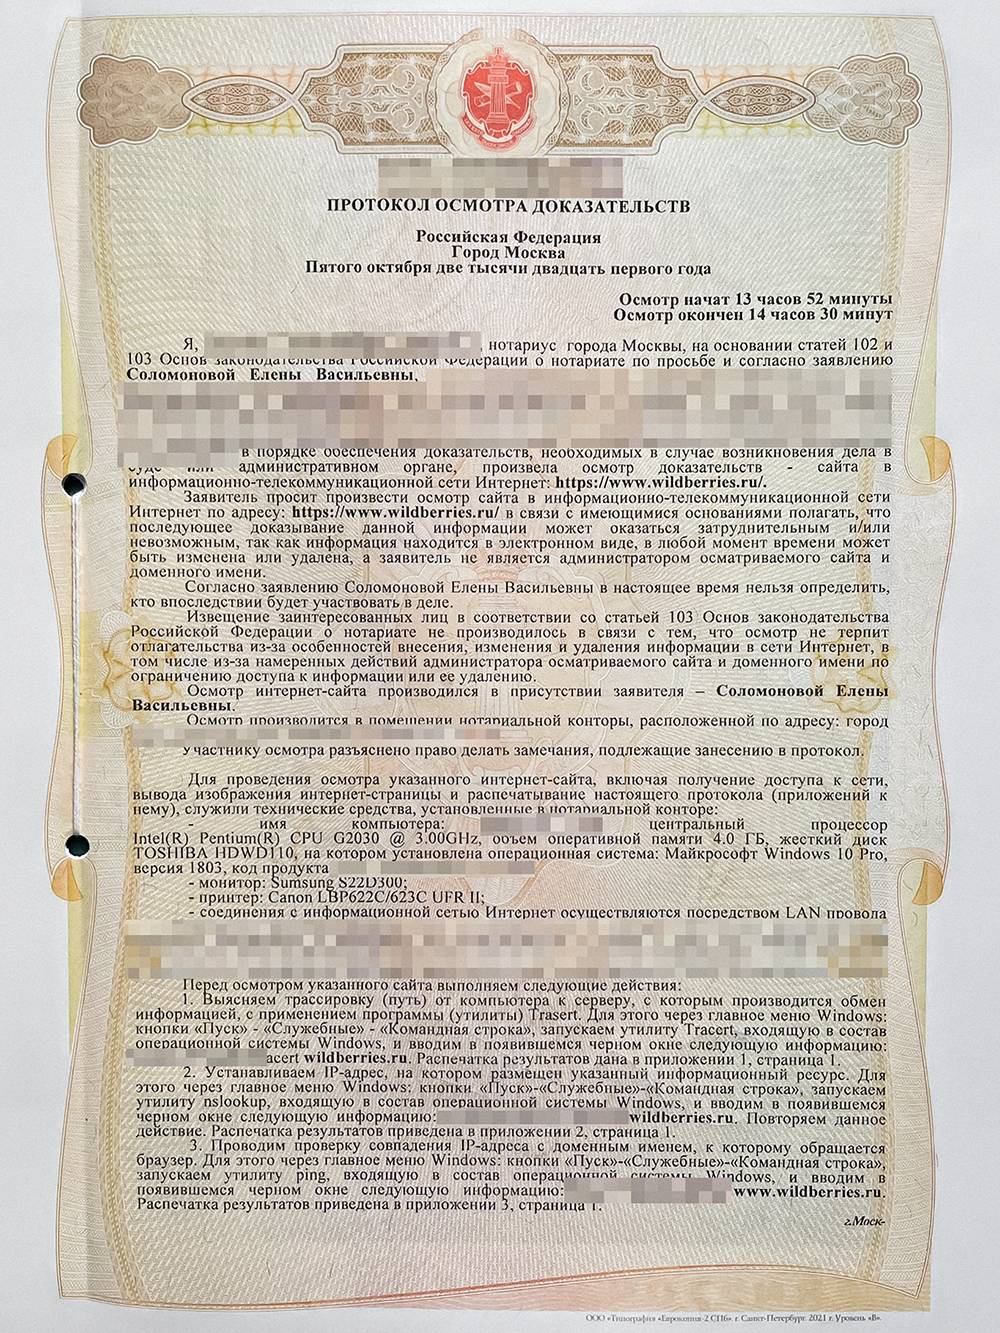 ПРОТОКОЛ ОСМОТРА ДОКАЗАТЕЛЬСТВ
Российская Федерация
Город Москва
Пятого октября две тысячи двадцать первого года
Осмотр начат 13 часов 52 минуты
Осмотр окончен 14 часов 30 минут
Я, , нотариус города Москвы, на основании статей 102 и
103 Основ законодательства Российской Федерации о нотариате по просьбе и согласно заявлению
Соломоновой Елены Васильевны,
в порядке обеспечения доказательств, необходимых в случае возникновения дела в
суде или административном органе, произвела осмотр доказательств - сайта в
информационно-телекоммуникационной сети Интернет: https://www.wildberries.ru/.
Заявитель просит произвести осмотр сайта в информационно-телекоммуникационной сети
Интернет по адресу: https://www.wildberries.ru/ в связи с имеющимися основаниями полагать, что
последующее доказывание данной информации может оказаться затруднительным и/или
невозможным, так как информация находится в электронном виде, в любой момент времени может
быть изменена или удалена, а заявитель не является администратором осматриваемого сайта и
доменного имени.
Согласно заявлению Соломоновой Елены Васильевны в настоящее время нельзя определить,
кто впоследствии будет участвовать в деле.
Извещение заинтересованных лиц в соответствии со статьей 103 Основ законодательства
Российской Федерации о нотариате не производилось в связи с тем, что осмотр не терпит
отлагательства из-за особенностей внесения, изменения и удаления информации в сети Интернет, в
том числе из-за намеренных действий администратора осматриваемого сайта и доменного имени по
ограничению доступа к информации или ее удалению.
Осмотр интернет-сайта производился в присутствии заявителя – Соломоновой Елены
Васильевны.
Осмотр производится в помещении нотариальной конторы, расположенной по адресу: город
Участнику осмотра разъяснено право делать замечания, подлежащие занесению в протокол.
Для проведения осмотра указанного интернет-сайта, включая получение доступа к сети,
вывода изображения интернет-страницы и распечатывание настоящего протокола (приложений к
нему), служили технические средства, установленные в нотариальной конторе:
- имя компьютера: центральный процессор
Intel(R) Pentium(R) CPU G2030 @ 3.00GHz, объем оперативной памяти 4.0 ГБ, жесткий диск
TOSHIBA HDWD110, на котором установлена операционная система: Майкрософт Windows 10 Pro,
версия 1803, код продукта
- монитор: Sumsung S22D300;
- принтер: Canon LBP622C/623C UFR II;
- соединения с информационной сетью Интернет осуществляются посредством LAN провода
Перед осмотром указанного сайта выполняем следующие действия:
1. Выясняем трассировку (путь) от компьютера к серверу, с которым производится обмен
информацией, с применением программы (утилиты) Trasert. Для этого через главное меню Windows:
кнопки «Пуск» - «Служебные» - «Командная строка», запускаем утилиту Tracert, входящую в состав
операционной системы Windows, и вводим в появившемся черном окне следующую информацию:
acert wildberries.ru. Распечатка результатов дана в приложении 1, страница 1.
2. Устанавливаем IP-адрес, на котором размещен указанный информационный ресурс. Для
этого через главное меню Windows: кнопки «Пуск»-«Служебные»-«Командная строка», запускаем
утилиту nslookup, входящую в состав операционной системы Windows, и вводим в появившемся
черном окне следующую информацию: wildberries.ru. Повторяем данное
действие. Распечатка результатов приведена в приложении 2, страница 1.
3. Проводим проверку совпадения IP-адреса с доменным именем, к которому обращается
браузер. Для этого через главное меню Windows: кнопки «Пуск»-«Служебные»-«Командная строка»,
запускаем утилиту ping, входящую в состав операционной системы Windows, и вводим в
появившемся черном окне следующую информацию: www.wildberries.ru.
Распечатка результатов приведена в приложении 3, страница 1.
г.Моск-
ООО «Типография «Еврокопия-2 СПб». г. Санкт-Петербург. 2021 г. Уровень «В».